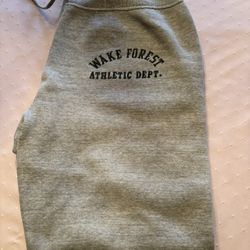 WAKE FOREST
ATHLETIC DEPT.